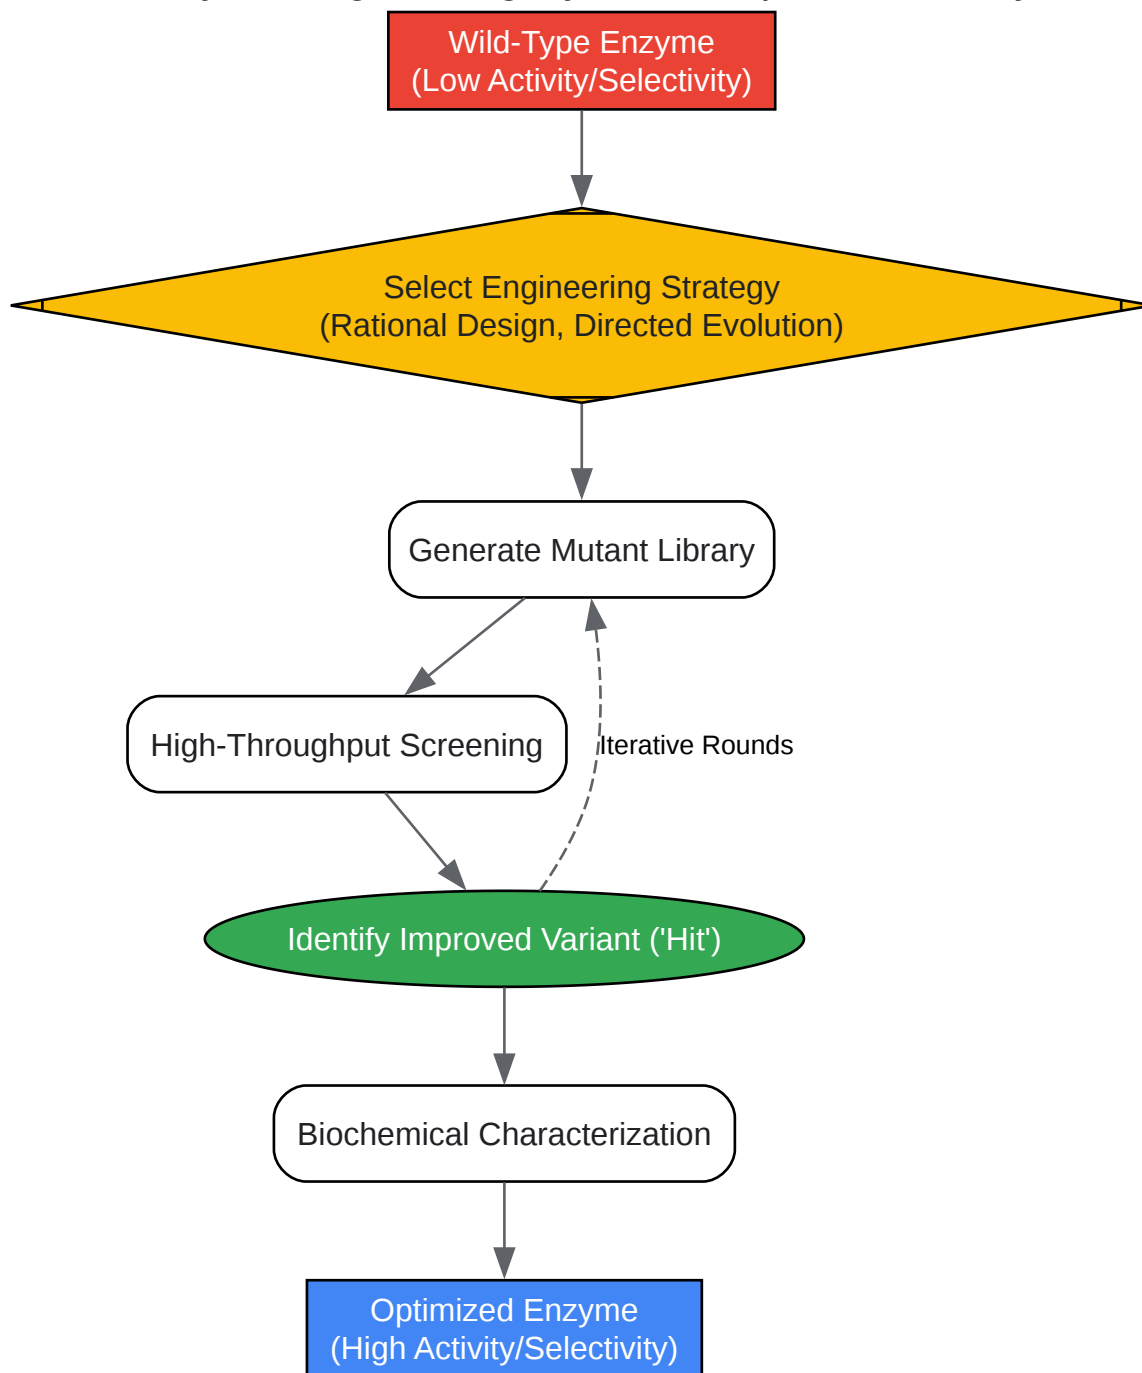 Wild-Type Enzyme
(Low Activity/Selectivity)
Select Engineering Strategy
(Rational Design, Directed Evolution)
Generate Mutant Library
High-Throughput Screening
Iterative Rounds
Identify Improved Variant ('Hit')
Biochemical Characterization
Optimized Enzyme
(High Activity/Selectivity)